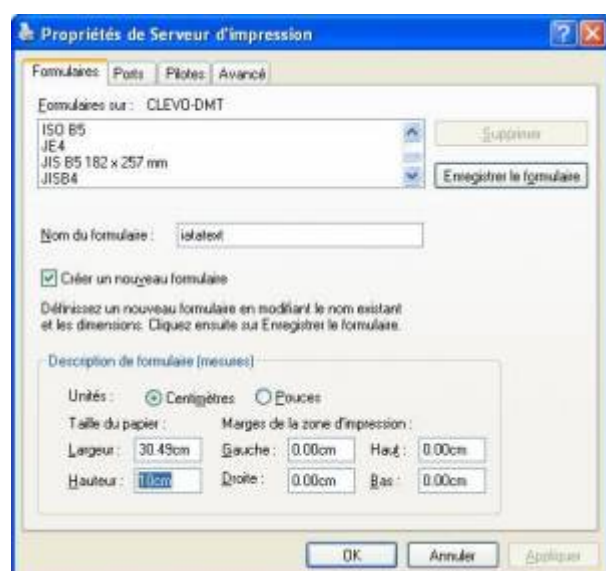 Propriétés de Serveur d'impression
Formulaires Ports Pilotes Avancé
Formulaires sur : CLEVO-DMT
ISO B5
JE4
JIS B5 182 x 257 mm
JISB4
Supprimer
Enregistrer le formulaire
Nom du formulaire : iatatext
Créer un nouveau formulaire
Définissez un nouveau formulaire en modifiant le nom existant
et les dimensions. Cliquez ensuite sur Enregistrer le formulaire.
Description de formulaire (mesures)
Unités : Centimètres Pouces
Taille du papier : Marges de la zone d'impression :
Largeur : 30.49cm Gauche : 0.00cm Haut : 0.00cm
Hauteur : 10cm Droite : 0.00cm Bas : 0.00cm
OK Annuler Appliquer